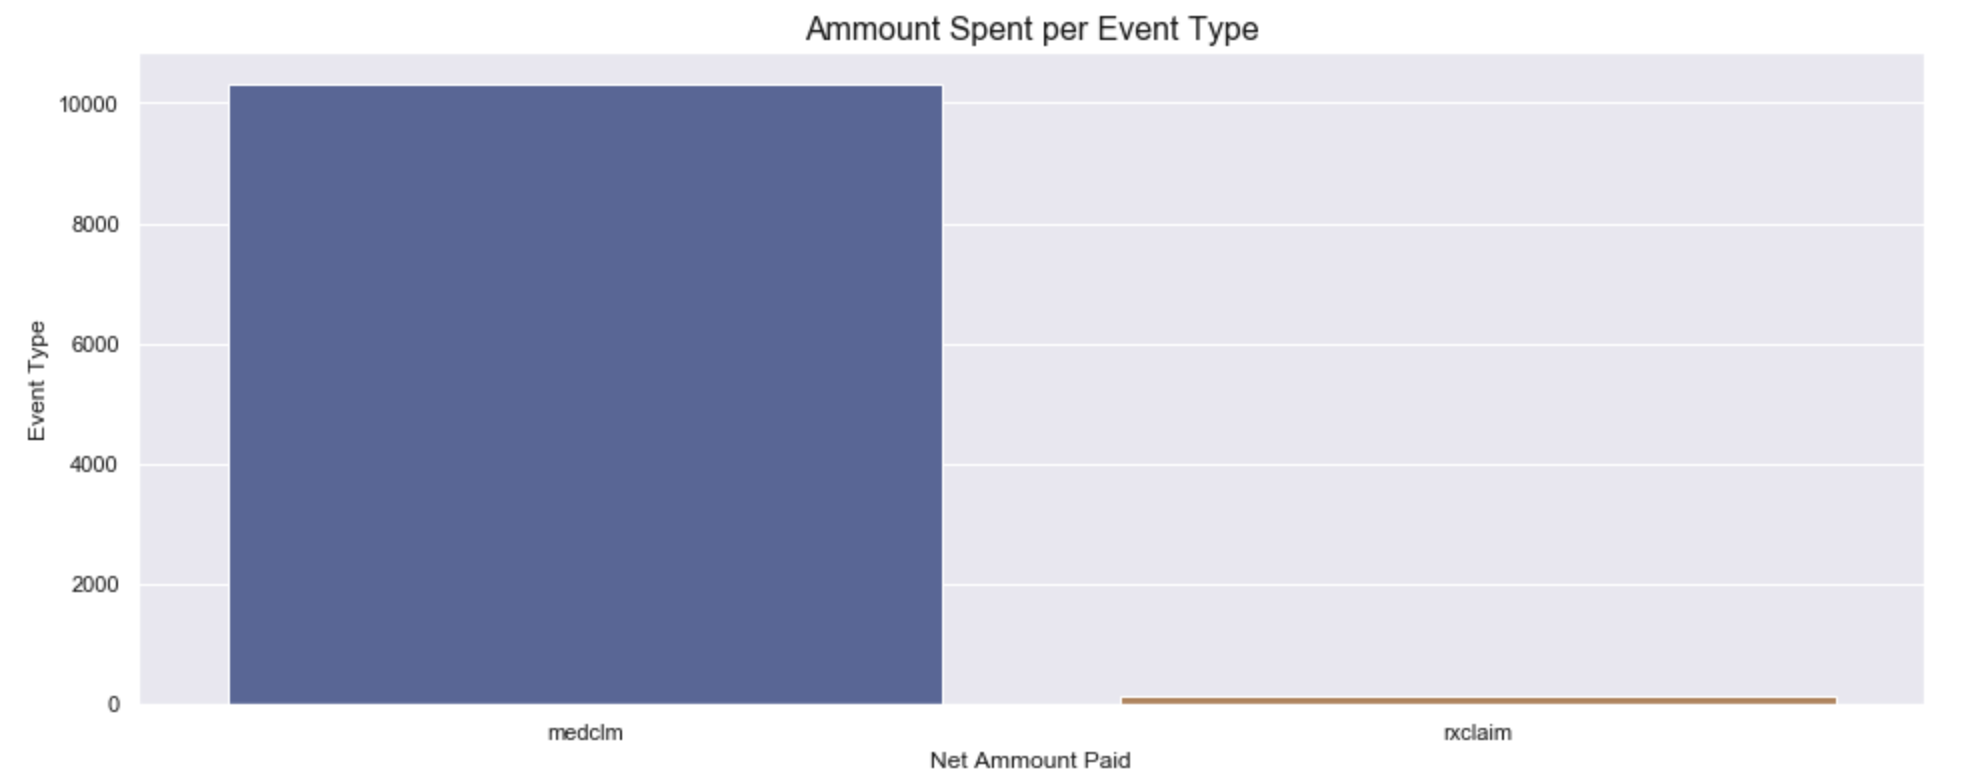 Ammount Spent per Event Type
10000
8000
6000
4000
2000
0
Event Type
medclm
rxclaim
Net Ammount Paid